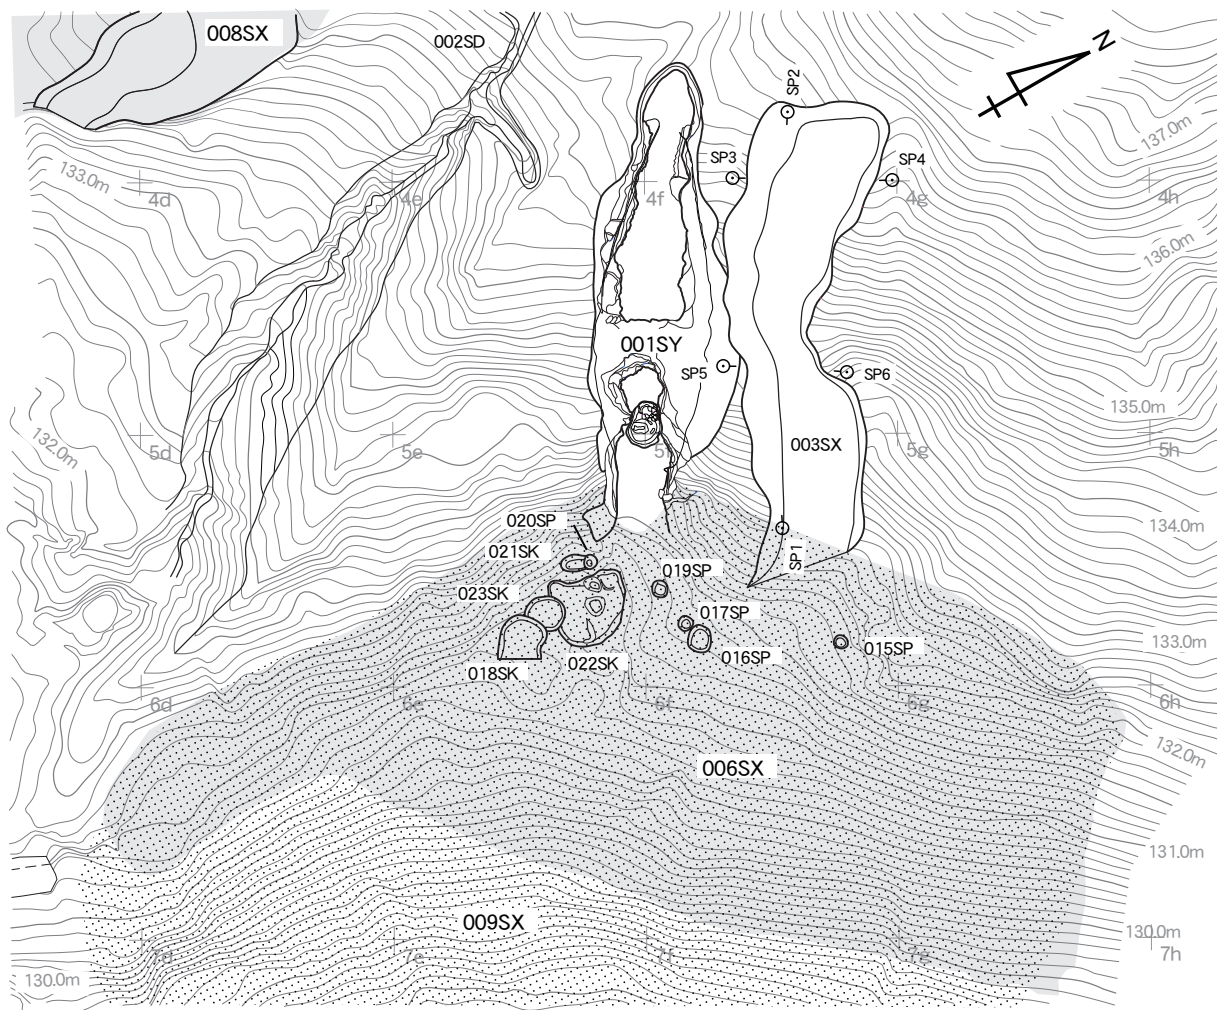 008SX
002SD
N
SP2
137.0m
133.0m
SP3
SP4
4d
4e
4f
4g
4h
136.0m
001SY
SP5
SP6
135.0m
132.0m
5d
5e
5f
003SX
5g
5h
020SP
134.0m
021SK
SP1
019SP
023SK
017SP
016SP
015SP
133.0m
018SK
022SK
6d
6e
6f
6g
6h
132.0m
006SX
131.0m
009SX
130.0m
7d
7e
7f
7g
7h
130.0m